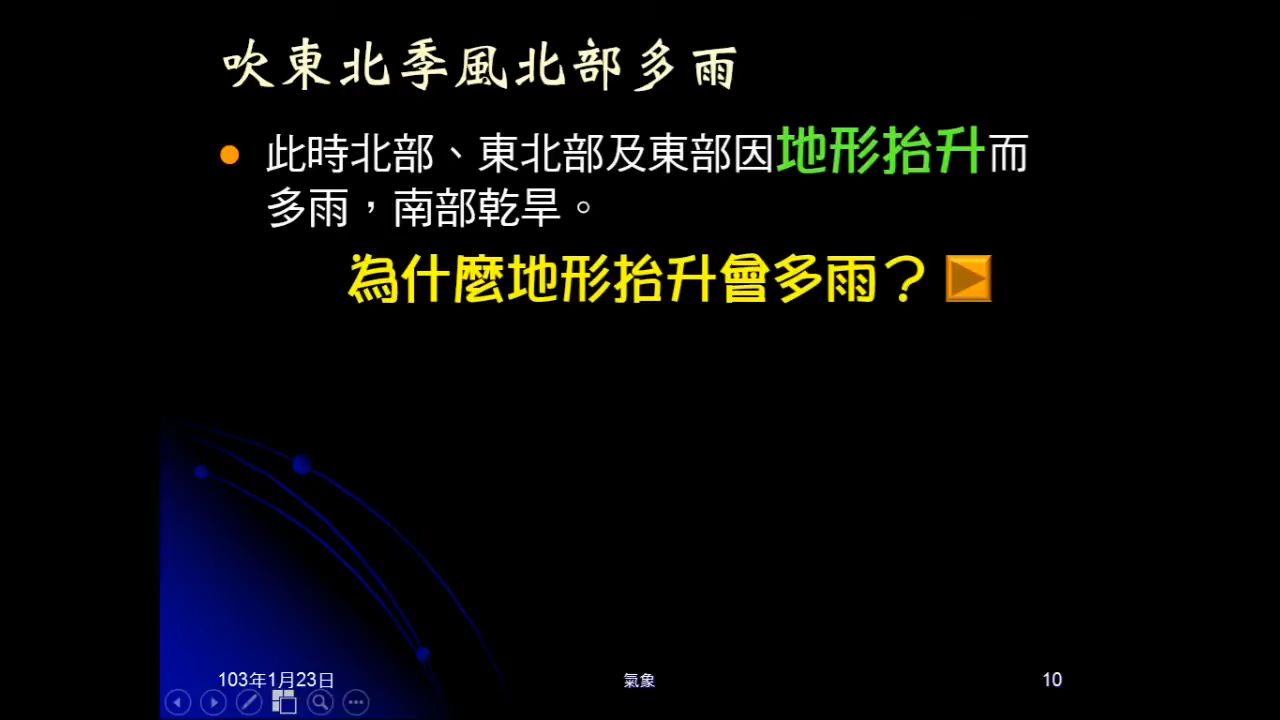 吹東北季風北部多雨
此時北部、東北部及東部因地形抬升而
多雨，南部乾旱。
為什麼地形抬升會多雨？
103年1月23日
氣象
10